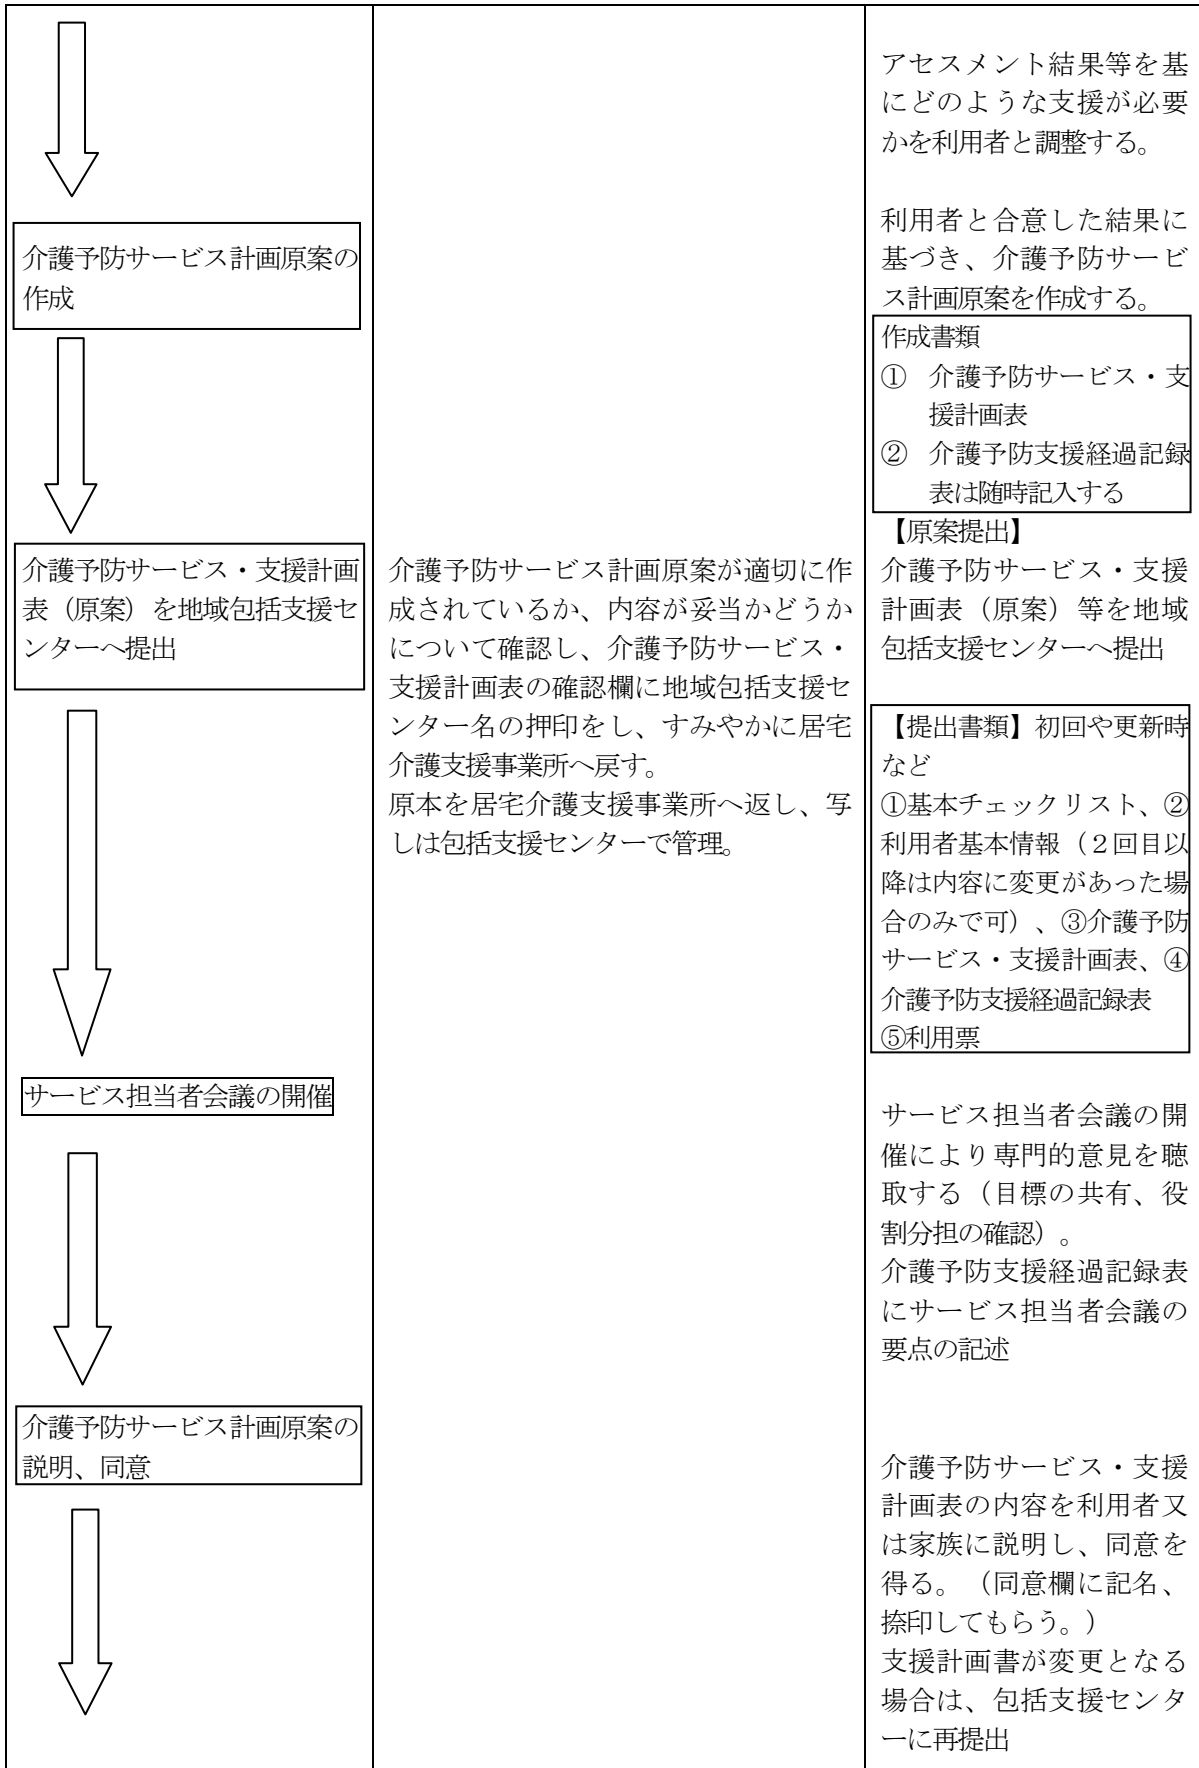 アセスメント結果等を基
にどのような支援が必要
かを利用者と調整する。
介護予防サービス計画原案の
作成
利用者と合意した結果に
基づき、介護予防サービ
ス計画原案を作成する。
作成書類
① 介護予防サービス・支
援計画表
② 介護予防支援経過記録
表は随時記入する
介護予防サービス・支援計画
表（原案）を地域包括支援セ
ンターへ提出
介護予防サービス計画原案が適切に作
成されているか、内容が妥当かどうか
について確認し、介護予防サービス・
支援計画表の確認欄に地域包括支援セ
ンター名の押印をし、すみやかに居宅
介護支援事業所へ戻す。
原本を居宅介護支援事業所へ返し、写
しは包括支援センターで管理。
【原案提出】
介護予防サービス・支援
計画表（原案）等を地域
包括支援センターへ提出
【提出書類】初回や更新時
など
①基本チェックリスト、②
利用者基本情報（２回目以
降は内容に変更があった場
合のみで可）、③介護予防
サービス・支援計画表、④
介護予防支援経過記録表
⑤利用票
サービス担当者会議の開催
サービス担当者会議の開
催により専門的意見を聴
取する（目標の共有、役
割分担の確認）。
介護予防支援経過記録表
にサービス担当者会議の
要点の記述
介護予防サービス計画原案の
説明、同意
介護予防サービス・支援
計画表の内容を利用者又
は家族に説明し、同意を
得る。（同意欄に記名、
捺印してもらう。）
支援計画書が変更となる
場合は、包括支援センタ
ーに再提出